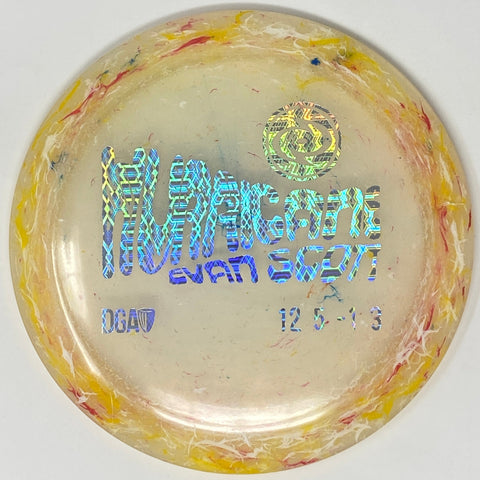 HURRICANE
EVAN SCOTT
DGA
12 5 -1 3